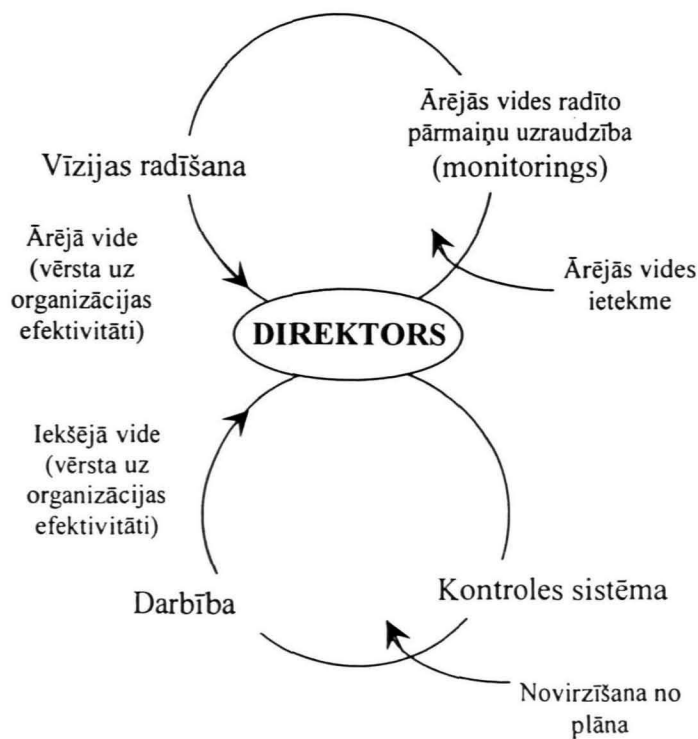 Ārējās vides radīto
pārmaiņu uzraudzība
(monitorings)
Vīzijas radīšana
Ārējā vide
(vērsta uz
organizācijas
efektivitāti)
Ārējās vides
ietekme
DIREKTORS
Iekšējā vide
(vērsta uz
organizācijas
efektivitāti)
Darbība
Kontroles sistēma
Novirzīšana no
plāna